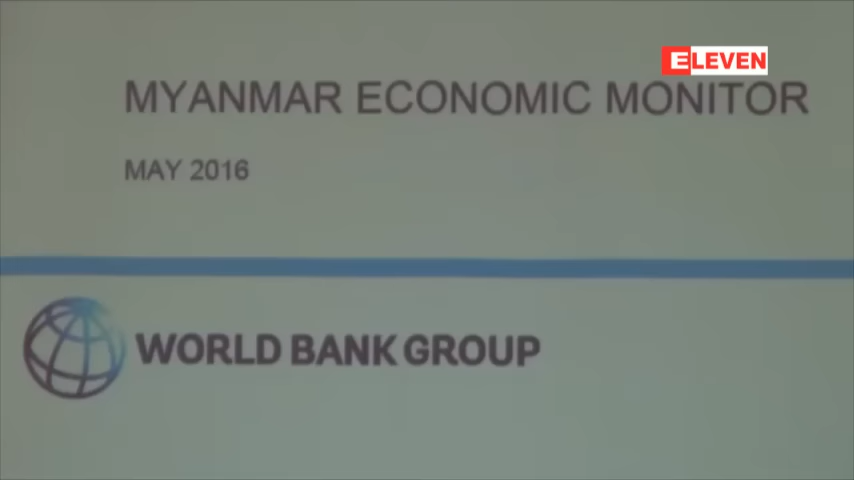 ELEVEN
MYANMAR ECONOMIC MONITOR
MAY 2016
WORLD BANK GROUP